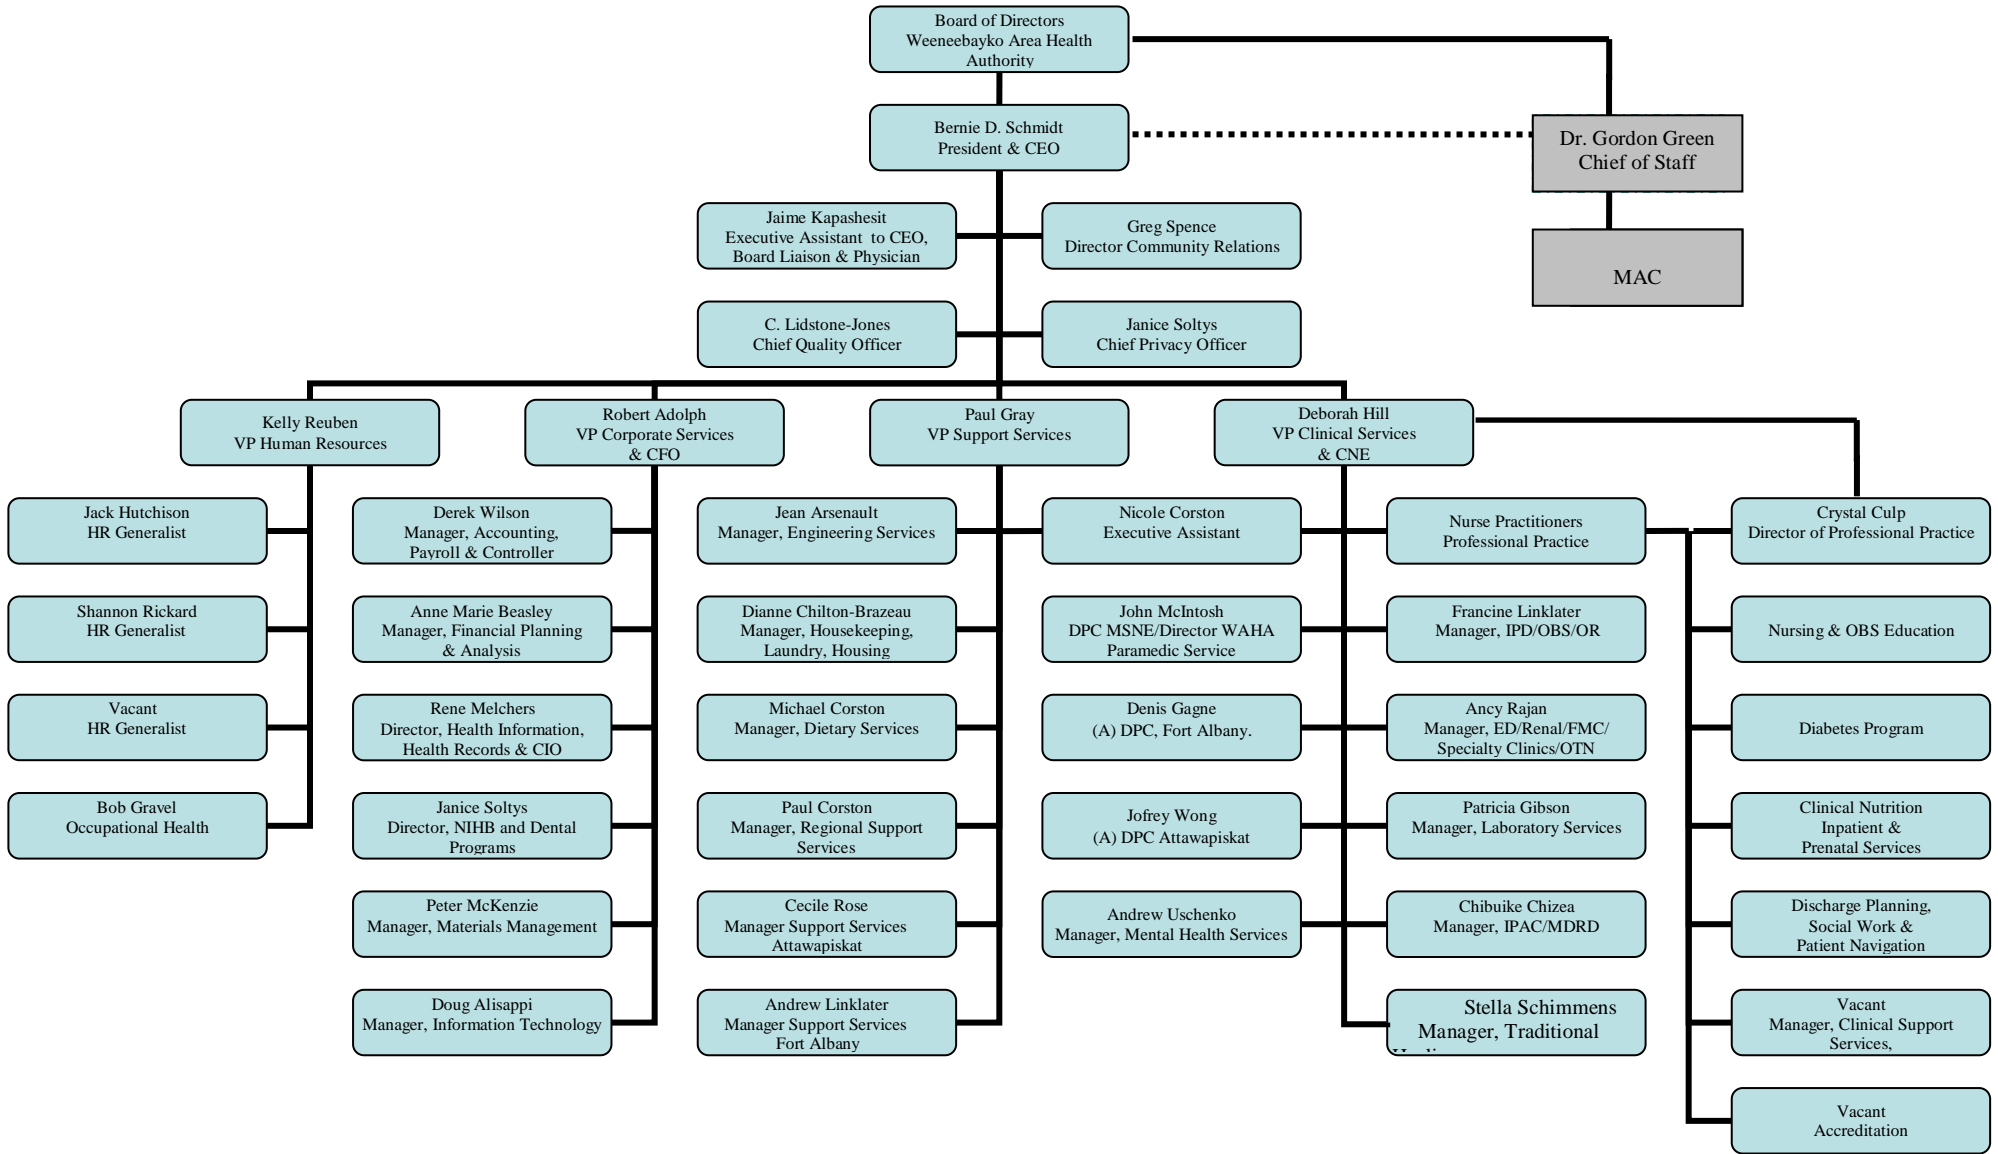 Board of Directors
Weeneebayko Area Health
Authority
Bernie D. Schmidt
President & CEO
Dr. Gordon Green
Chief of Staff
MAC
Jaime Kapashesit
Executive Assistant to CEO,
Board Liaison & Physician
Greg Spence
Director Community Relations
C. Lidstone-Jones
Chief Quality Officer
Janice Soltys
Chief Privacy Officer
Kelly Reuben
VP Human Resources
Robert Adolph
VP Corporate Services
& CFO
Paul Gray
VP Support Services
Deborah Hill
VP Clinical Services
& CNE
Jack Hutchison
HR Generalist
Derek Wilson
Manager, Accounting,
Payroll & Controller
Jean Arsenault
Manager, Engineering Services
Nicole Corston
Executive Assistant
Nurse Practitioners
Professional Practice
Crystal Culp
Director of Professional Practice
Shannon Rickard
HR Generalist
Anne Marie Beasley
Manager, Financial Planning
& Analysis
Dianne Chilton-Brazeau
Manager, Housekeeping,
Laundry, Housing
John McIntosh
DPC MSNE/Director WAHA
Paramedic Service
Francine Linklater
Manager, IPD/OBS/OR
Nursing & OBS Education
Vacant
HR Generalist
Rene Melchers
Director, Health Information,
Health Records & CIO
Michael Corston
Manager, Dietary Services
Denis Gagne
(A) DPC, Fort Albany.
Ancy Rajan
Manager, ED/Renal/FMC/
Specialty Clinics/OTN
Diabetes Program
Bob Gravel
Occupational Health
Janice Soltys
Director, NIHB and Dental
Programs
Paul Corston
Manager, Regional Support
Services
Jofrey Wong
(A) DPC Attawapiskat
Patricia Gibson
Manager, Laboratory Services
Clinical Nutrition
Inpatient &
Prenatal Services
Peter McKenzie
Manager, Materials Management
Cecile Rose
Manager Support Services
Attawapiskat
Andrew Uschenko
Manager, Mental Health Services
Chibuike Chizea
Manager, IPAC/MDRD
Discharge Planning,
Social Work &
Patient Navigation
Doug Alisappi
Manager, Information Technology
Andrew Linklater
Manager Support Services
Fort Albany
Stella Schimmens
Manager, Traditional
Vacant
Manager, Clinical Support
Services,
Vacant
Accreditation